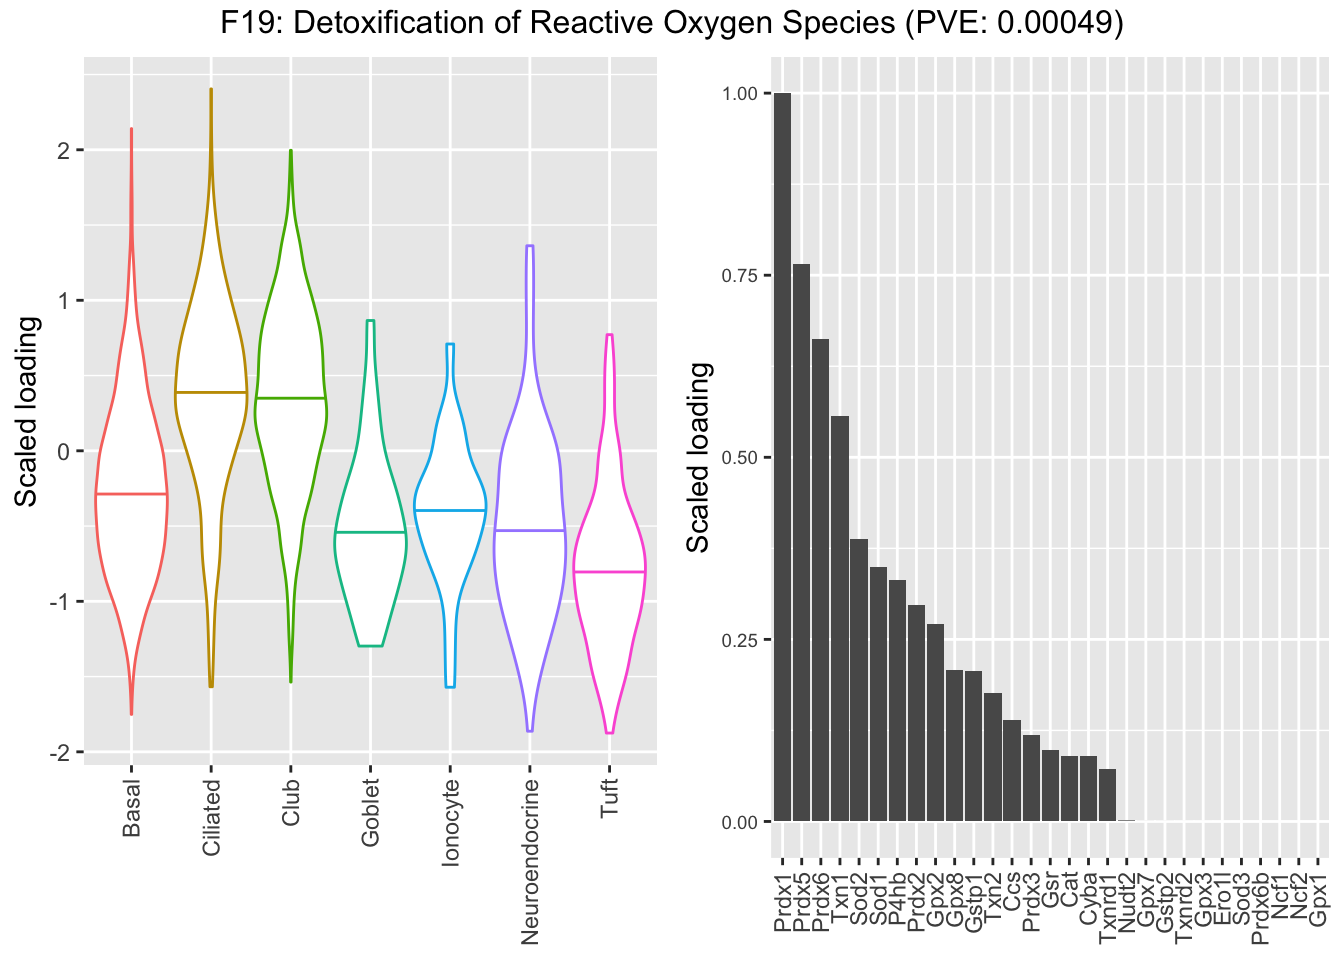 F19: Detoxification of Reactive Oxygen Species (PVE: 0.00049)
Scaled loading
2
1
0
-1
-2
Basal
Ciliated
Club
Goblet
Ionocyte
Neuroendocrine
Tuft
Scaled loading
1.00
0.75
0.50
0.25
0.00
Prdx1
Prdx5
Prdx6
Txn1
Sod2
Sod1
P4hb
Prdx2
Gpx2
Gpx8
Gstp1
Txn2
Ccs
Prdx3
Gsr
Cat
Cyba
Txnrd1
Nudt2
Gpx7
Gstp2
Txnrd2
Gpx3
Ero1l
Sod3
Prdx6b
Ncf1
Ncf2
Gpx1